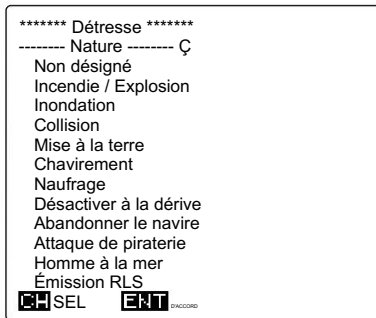 ******* Détresse *******
-------- Nature -------- Ç
Non désigné
Incendie / Explosion
Inondation
Collision
Mise à la terre
Chavirement
Naufrage
Désactiver à la dérive
Abandonner le navire
Attaque de piraterie
Homme à la mer
Émission RLS
CH SEL ENT D'ACCORD